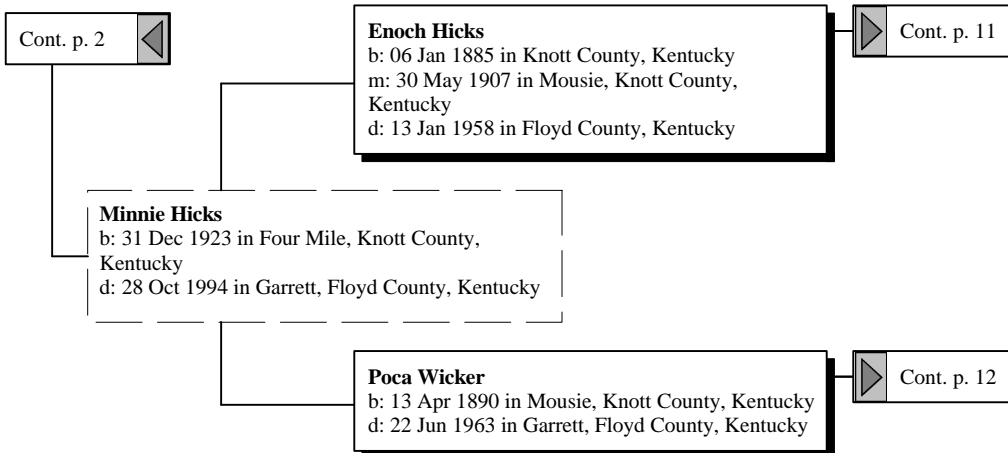 Cont. p. 2
Enoch Hicks
b: 06 Jan 1885 in Knott County, Kentucky
m: 30 May 1907 in Mousie, Knott County,
Kentucky
d: 13 Jan 1958 in Floyd County, Kentucky
Cont. p. 11
Minnie Hicks
b: 31 Dec 1923 in Four Mile, Knott County,
Kentucky
d: 28 Oct 1994 in Garrett, Floyd County, Kentucky
Poca Wicker
b: 13 Apr 1890 in Mousie, Knott County, Kentucky
d: 22 Jun 1963 in Garrett, Floyd County, Kentucky
Cont. p. 12